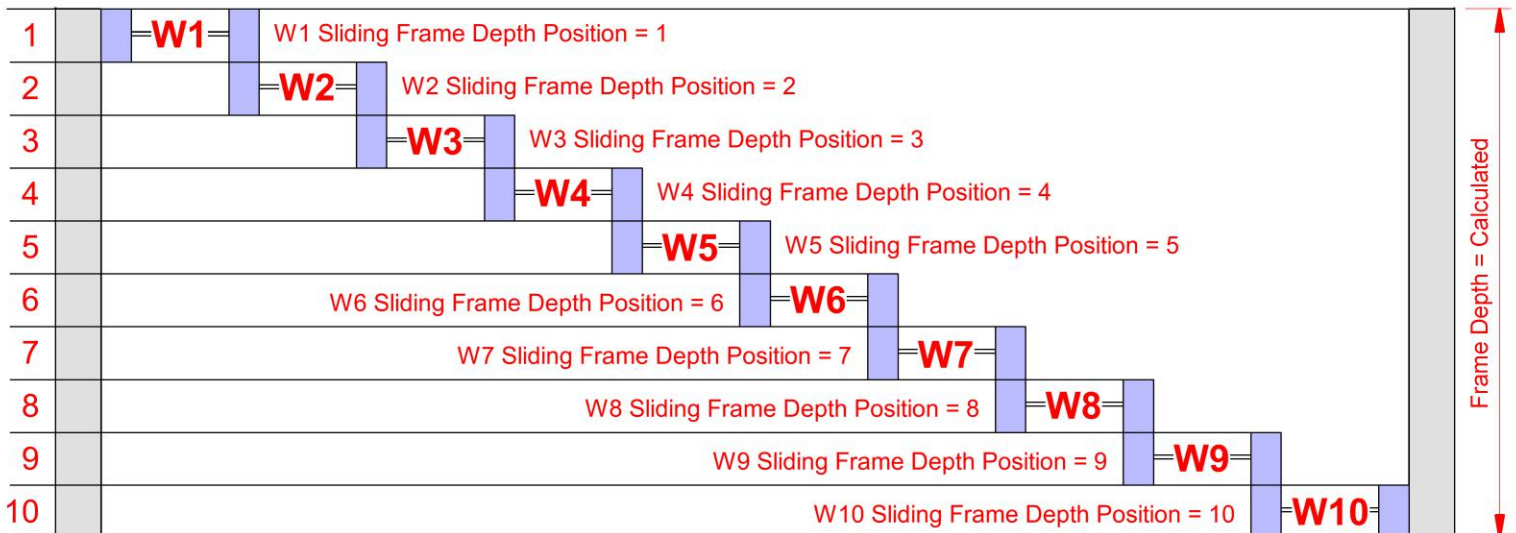 1 W1 W1 Sliding Frame Depth Position = 1
2 W2 W2 Sliding Frame Depth Position = 2
3 W3 W3 Sliding Frame Depth Position = 3
4 W4 W4 Sliding Frame Depth Position = 4
5 W5 W5 Sliding Frame Depth Position = 5
6 W6 Sliding Frame Depth Position = 6 W6
7 W7 Sliding Frame Depth Position = 7 W7
8 W8 Sliding Frame Depth Position = 8 W8
9 W9 Sliding Frame Depth Position = 9 W9
10 W10 Sliding Frame Depth Position = 10 W10
Frame Depth = Calculated